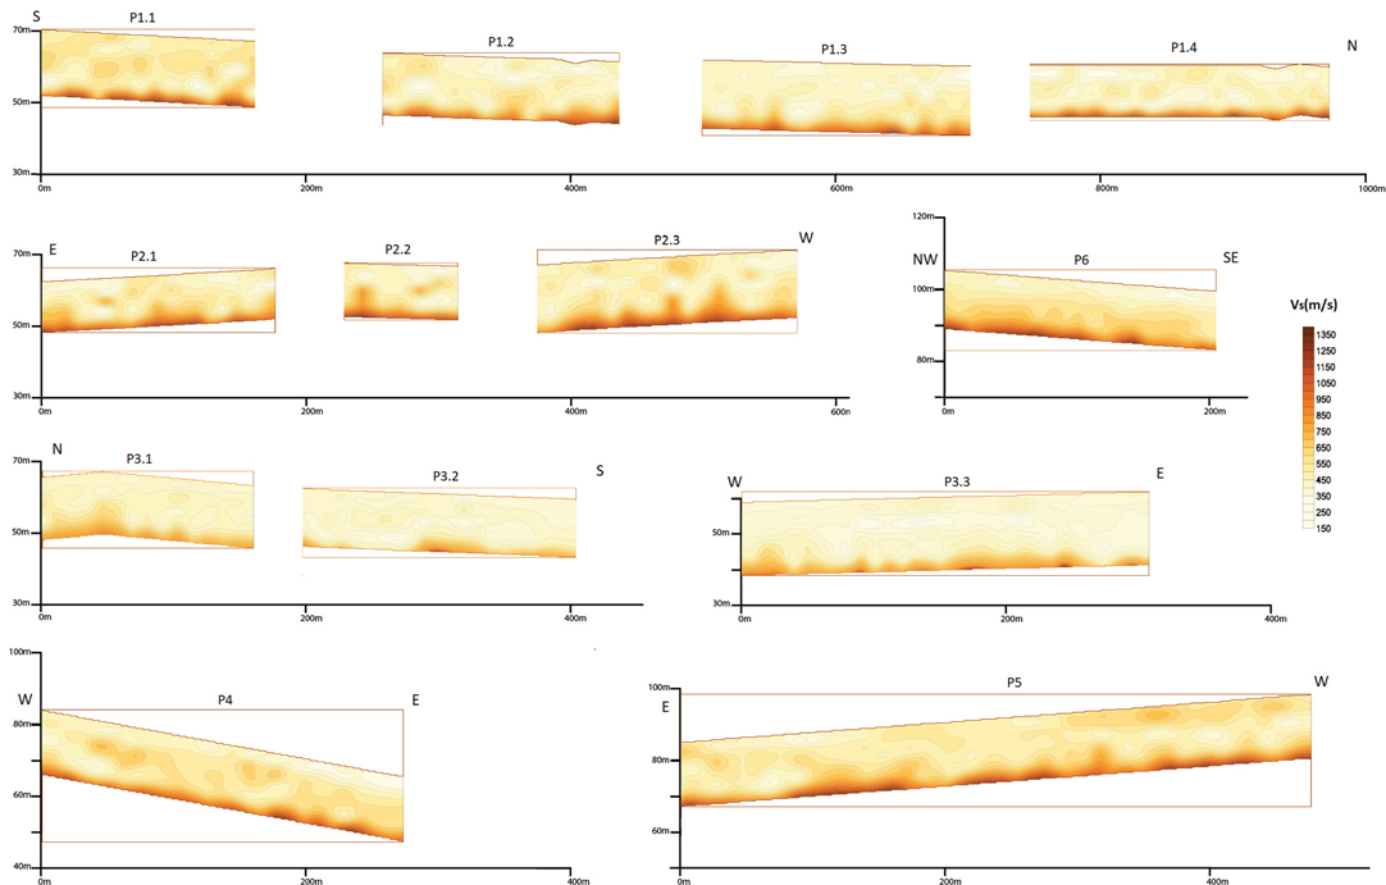 S P1.1 P1.2 P1.3 P1.4 N
70m
50m
30m
0m 200m 400m 600m 800m 1000m
E P2.1 P2.2 P2.3 W
70m
50m
30m
0m 200m 400m 600n
120m
NW P6 SE
100m
80m
0m 200m
Vs(m/s)
1350
1250
1150
1050
950
850
750
650
550
450
350
250
150
N P3.1 P3.2 S
70m
50m
30m
0m 200m 400m
W P3.3 E
50m
30m
0m 200m 400m
100m
W P4 E
80m
60m
40m
0m 200m 400m
100m P5 W
E
80m
60m
0m 200m 400m